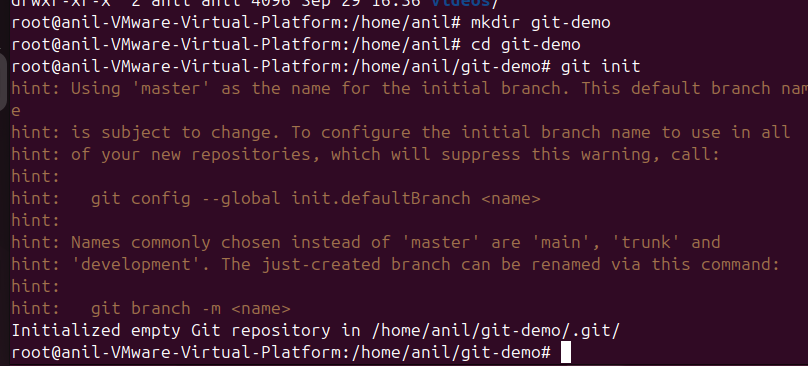 drwxr-xr-x 2 anil anil 4096 Sep 29 16:36 Videos/
root@anil-VMware-Virtual-Platform:/home/anil# mkdir git-demo
root@anil-VMware-Virtual-Platform:/home/anil# cd git-demo
root@anil-VMware-Virtual-Platform:/home/anil/git-demo# git init
hint: Using 'master' as the name for the initial branch. This default branch nam
e
hint: is subject to change. To configure the initial branch name to use in all
hint: of your new repositories, which will suppress this warning, call:
hint:
hint:   git config --global init.defaultBranch <name>
hint:
hint: Names commonly chosen instead of 'master' are 'main', 'trunk' and
hint: 'development'. The just-created branch can be renamed via this command:
hint:
hint:   git branch -m <name>
Initialized empty Git repository in /home/anil/git-demo/.git/
root@anil-VMware-Virtual-Platform:/home/anil/git-demo#